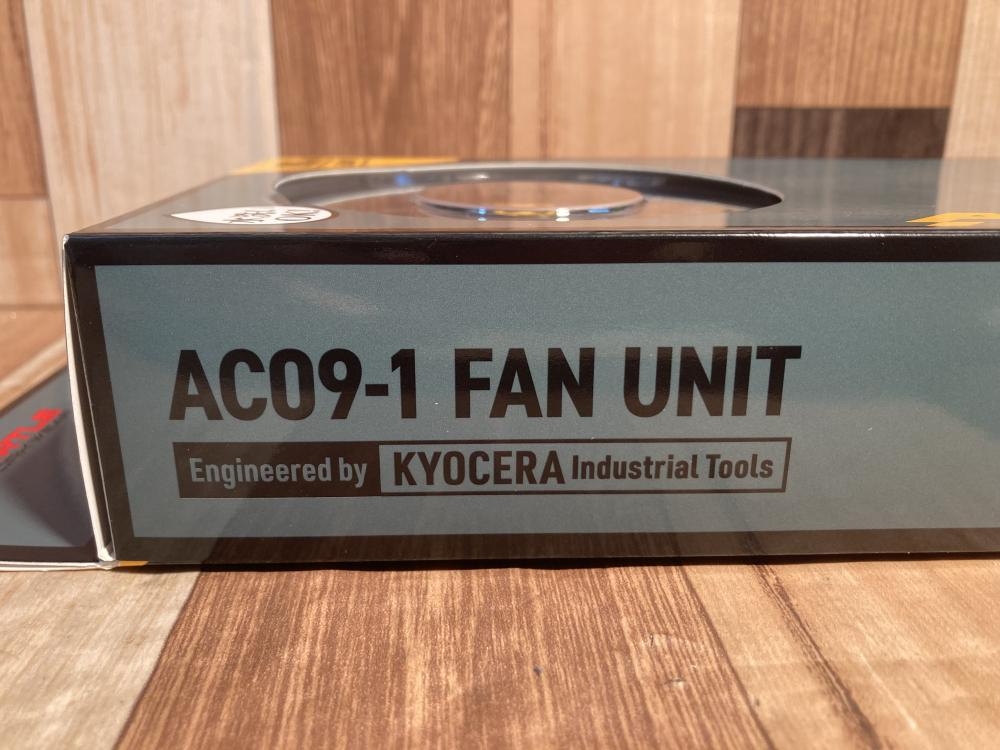 AC09-1 FAN UNIT
Engineered by KYOCERA Industrial Tools